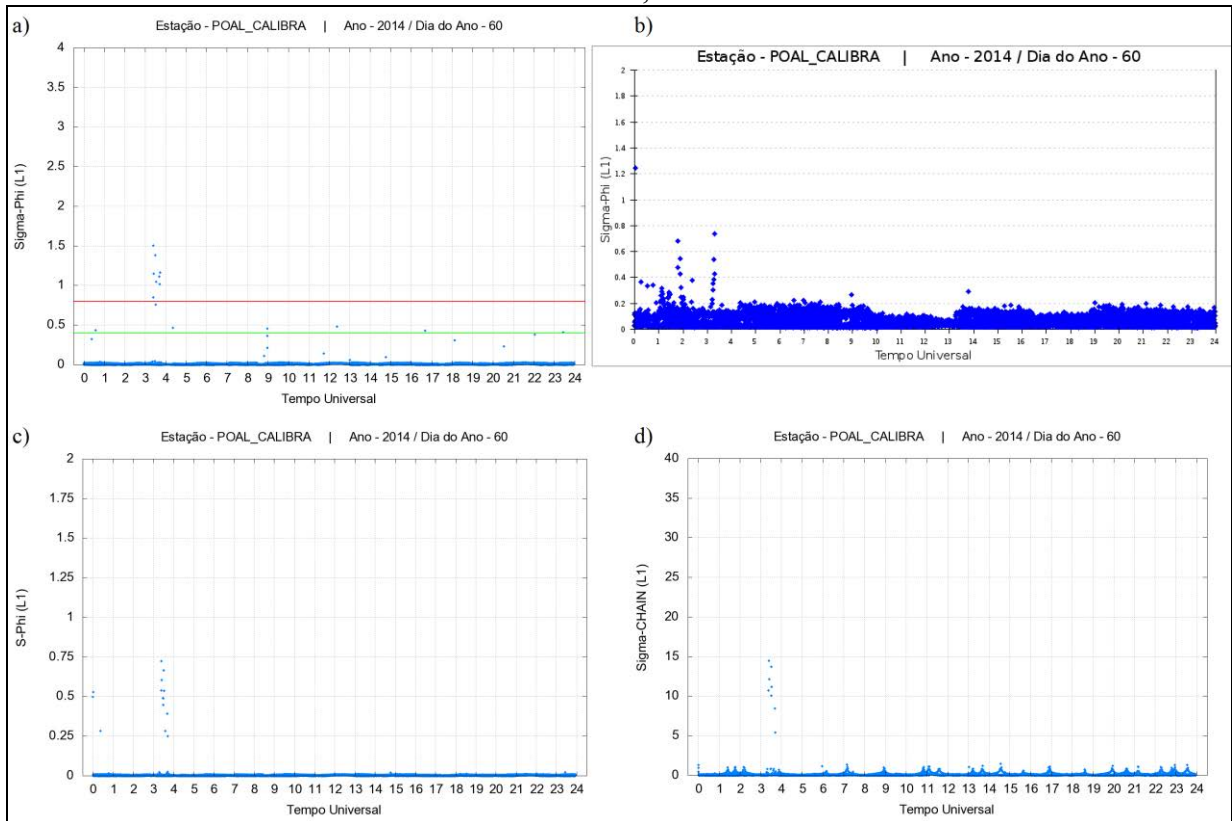 a)
Estação - POAL_CALIBRA | Ano - 2014 / Dia do Ano - 60
4
3.5
3
2.5
2
1.5
1
0.5
0
Sigma-Phi (L1)
0 1 2 3 4 5 6 7 8 9 10 11 12 13 14 15 16 17 18 19 20 21 22 23 24
Tempo Universal
b)
Estação - POAL_CALIBRA | Ano - 2014 / Dia do Ano - 60
2
1.8
1.6
1.4
1.2
1
0.8
0.6
0.4
0.2
0
Sigma-Phi (L1)
0 1 2 3 4 5 6 7 8 9 10 11 12 13 14 15 16 17 18 19 20 21 22 23 24
Tempo Universal
c)
Estação - POAL_CALIBRA | Ano - 2014 / Dia do Ano - 60
2
1.75
1.5
1.25
1
0.75
0.5
0.25
0
S-Phi (L1)
0 1 2 3 4 5 6 7 8 9 10 11 12 13 14 15 16 17 18 19 20 21 22 23 24
Tempo Universal
d)
Estação - POAL_CALIBRA | Ano - 2014 / Dia do Ano - 60
40
35
30
25
20
15
10
5
0
Sigma-CHAIN (L1)
0 1 2 3 4 5 6 7 8 9 10 11 12 13 14 15 16 17 18 19 20 21 22 23 24
Tempo Universal